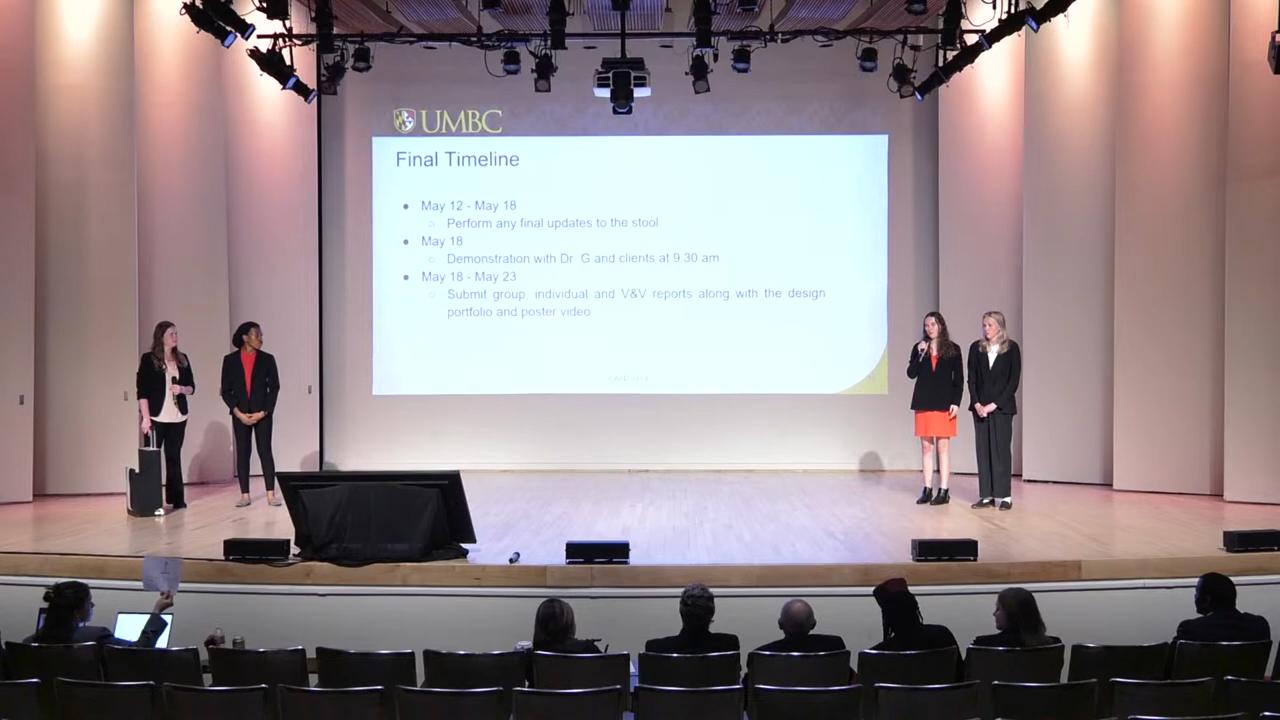 UMBC
Final Timeline
● May 12 - May 18
○ Perform any final updates to the stool
● May 18
○ Demonstration with Dr. G and clients at 9:30 am
● May 18 - May 23
○ Submit group, individual and V&V reports along with the design
portfolio and poster video